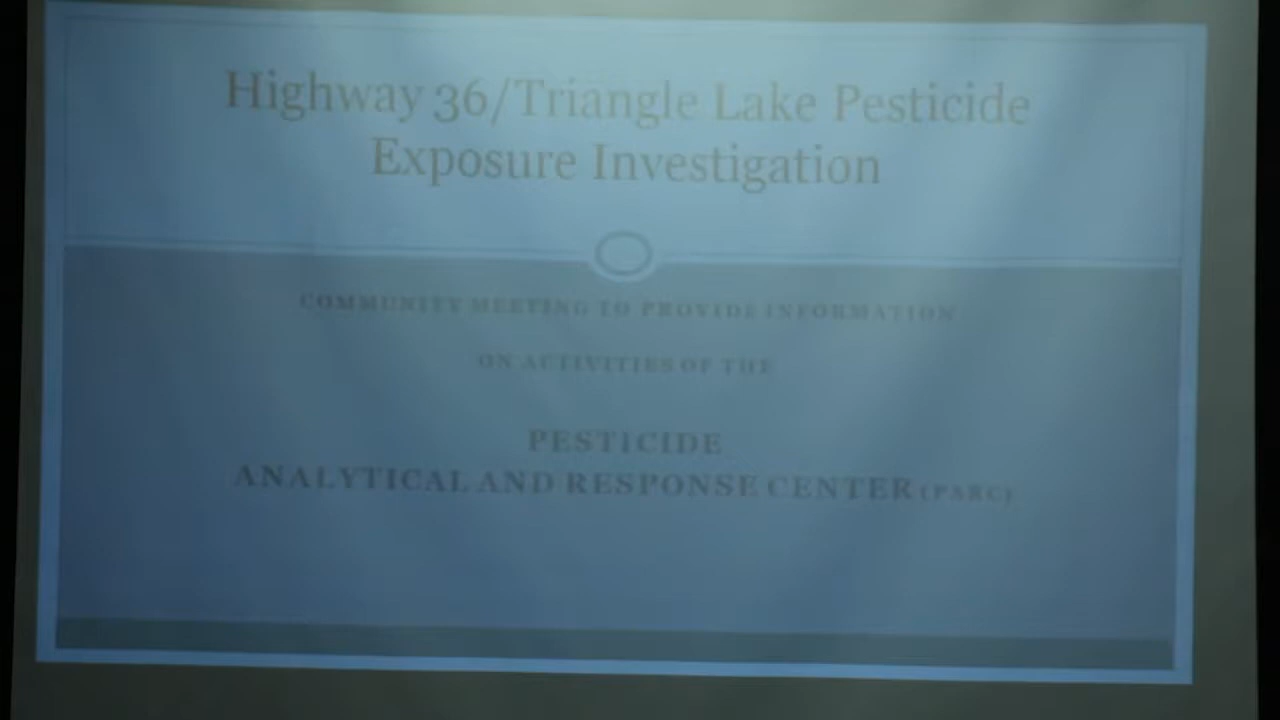 Highway 36/Triangle Lake Pesticide
Exposure Investigation
COMMUNITY MEETING TO PROVIDE INFORMATION
ON ACTIVITIES OF THE
PESTICIDE
ANALYTICAL AND RESPONSE CENTER (PARC)